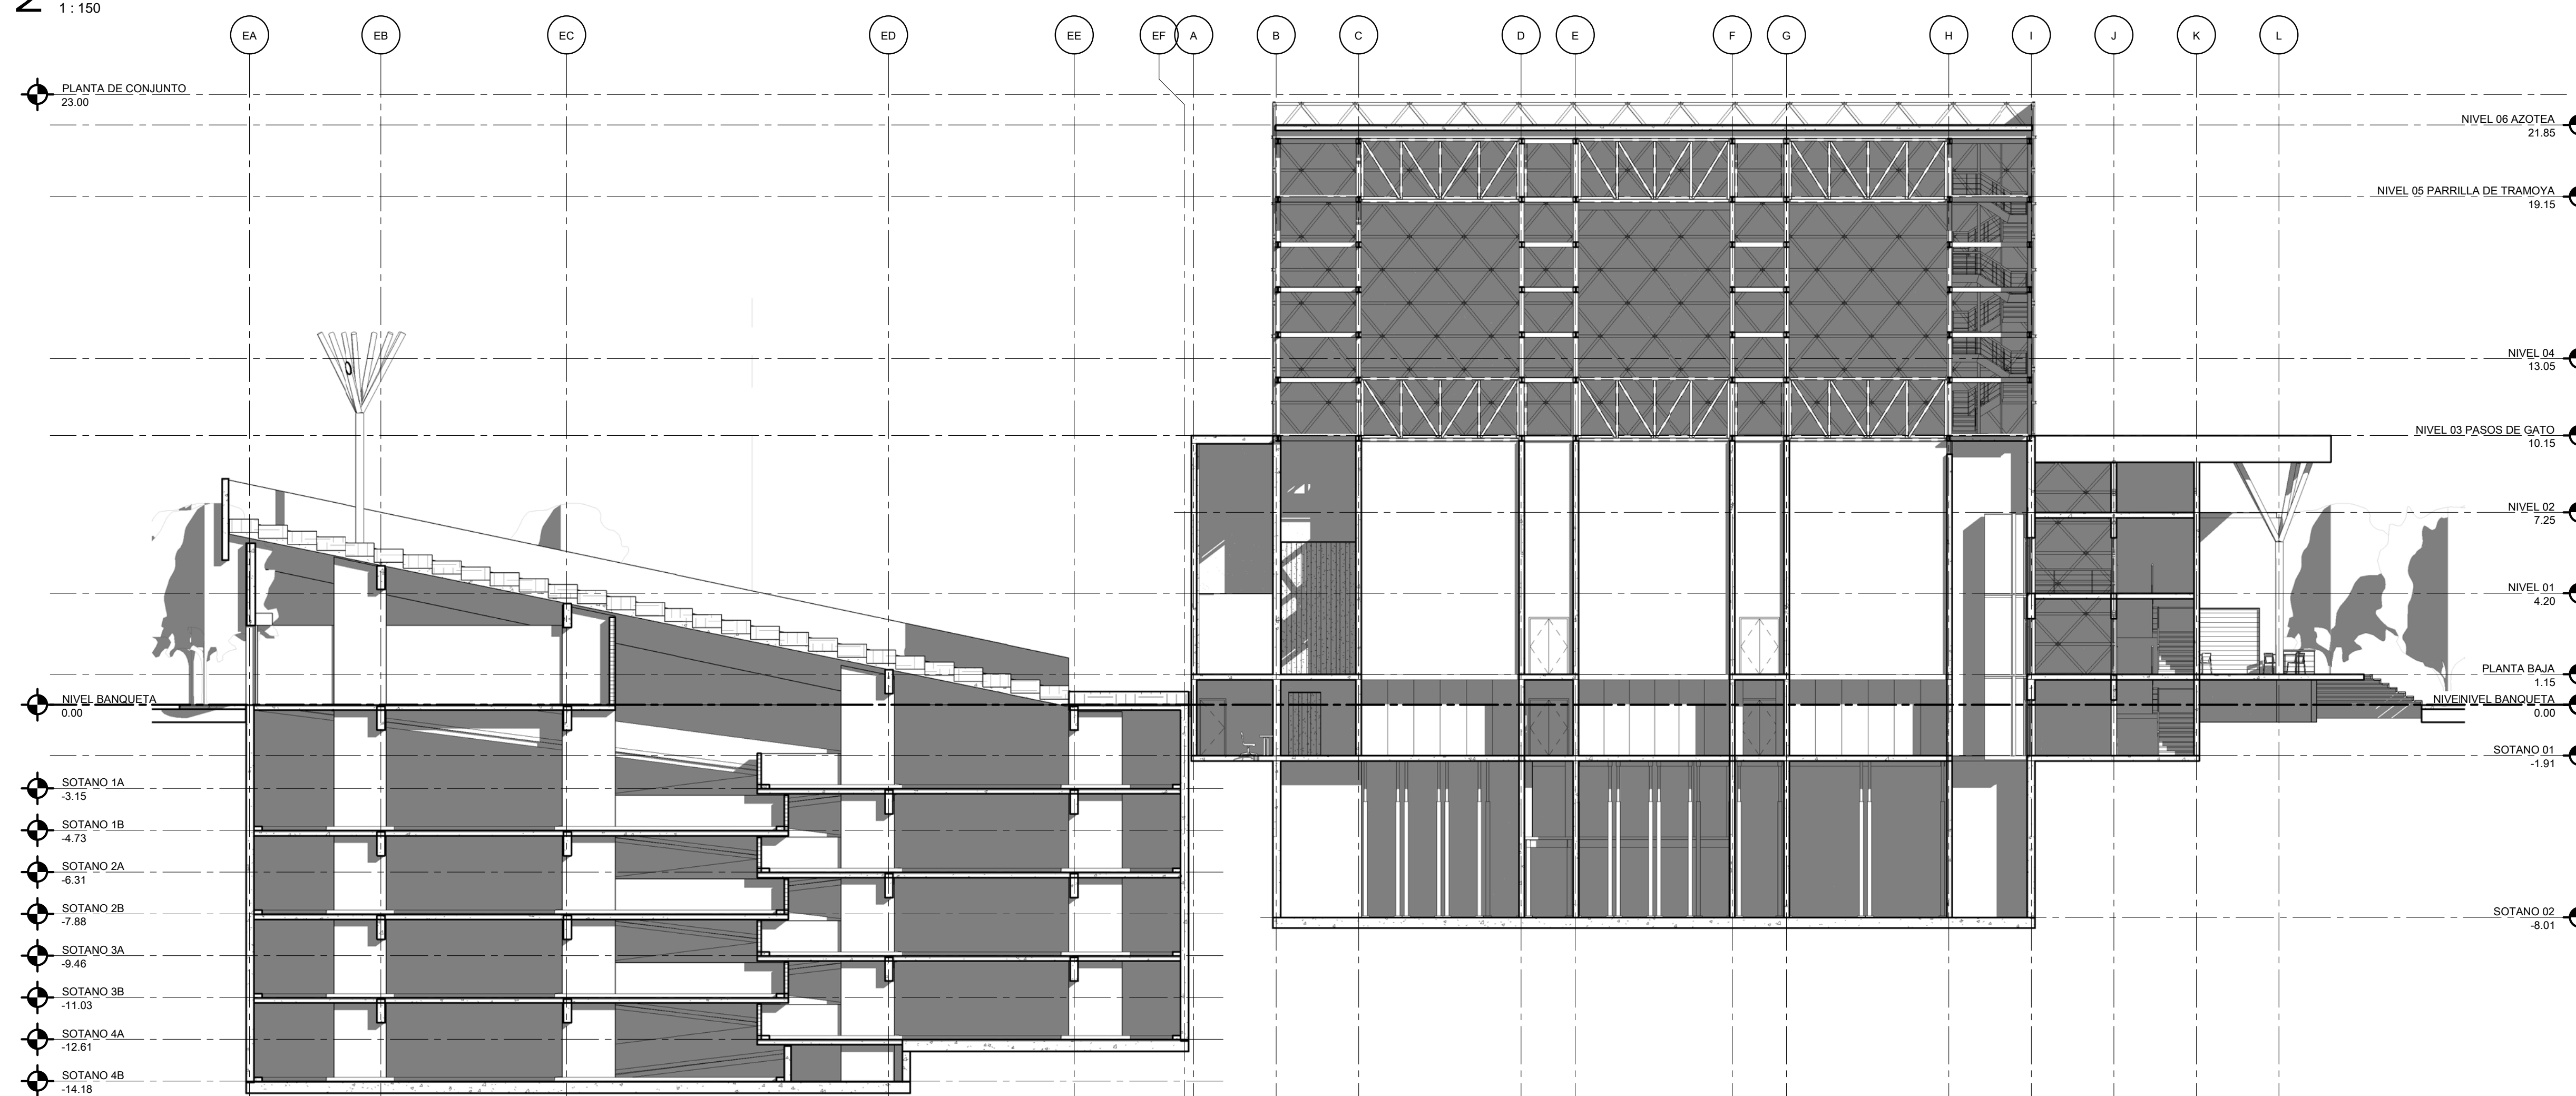 1 : 150
EA
EB
EC
ED
EE
EF
A
B
C
D
E
F
G
H
I
J
K
L
PLANTA DE CONJUNTO
23.00
NIVEL 06 AZOTEA
21.85
NIVEL 05 PARRILLA DE TRAMOYA
19.15
NIVEL 04
13.05
NIVEL 03 PASOS DE GATO
10.15
NIVEL 02
7.25
NIVEL 01
4.20
PLANTA BAJA
1.15
NIVEL BANQUETA
0.00
NIVEL BANQUETA
0.00
SOTANO 01
-1.91
SOTANO 1A
-3.15
SOTANO 1B
-4.73
SOTANO 2A
-6.31
SOTANO 2B
-7.88
SOTANO 02
-8.01
SOTANO 3A
-9.46
SOTANO 3B
-11.03
SOTANO 4A
-12.61
SOTANO 4B
-14.18